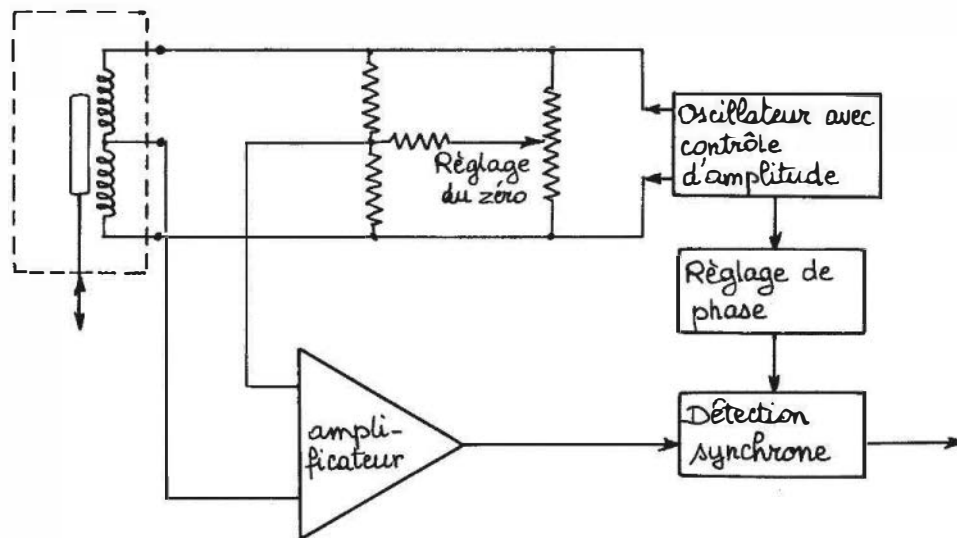 Oscillateur avec
contrôle
d'amplitude
Règlage
du zéro
Règlage de
phase
ampli-
ficateur
Détection
synchrone